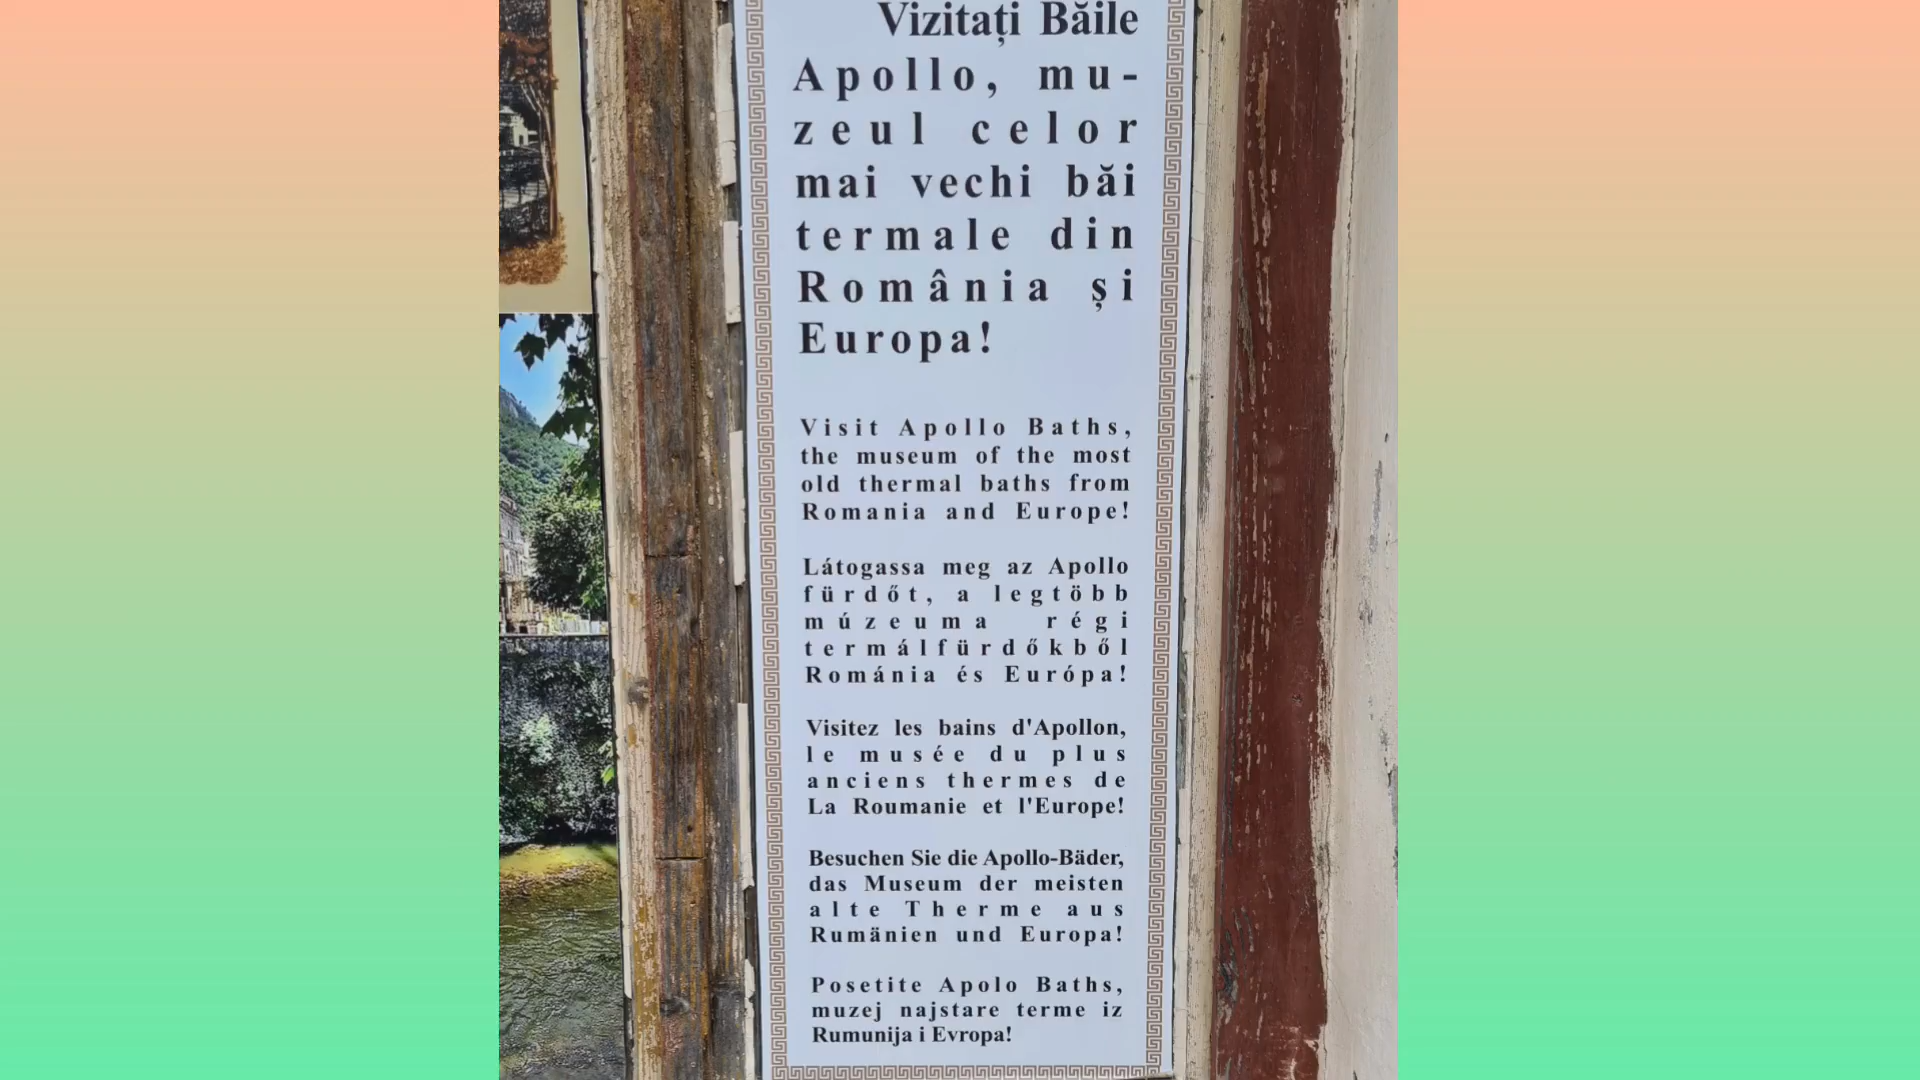 Vizitați Băile
Apollo, mu-
zeul celor
mai vechi băi
termale din
România și
Europa!
Visit Apollo Baths,
the museum of the most
old thermal baths from
Romania and Europe!
Látogassa meg az Apollo
fürdőt, a legtöbb
múzeuma régi
termálfürdőkből
Románia és Európa!
Visitez les bains d'Apollon,
le musée du plus
anciens thermes de
La Roumanie et l'Europe!
Besuchen Sie die Apollo-Bäder,
das Museum der meisten
alte Therme aus
Rumänien und Europa!
Posetite Apolo Baths,
muzej najstare terme iz
Rumunija i Evropa!